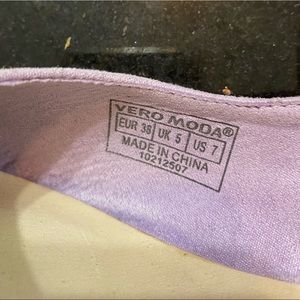 VERO MODA®
EUR 38 UK 5 US 7
MADE IN CHINA
10212507